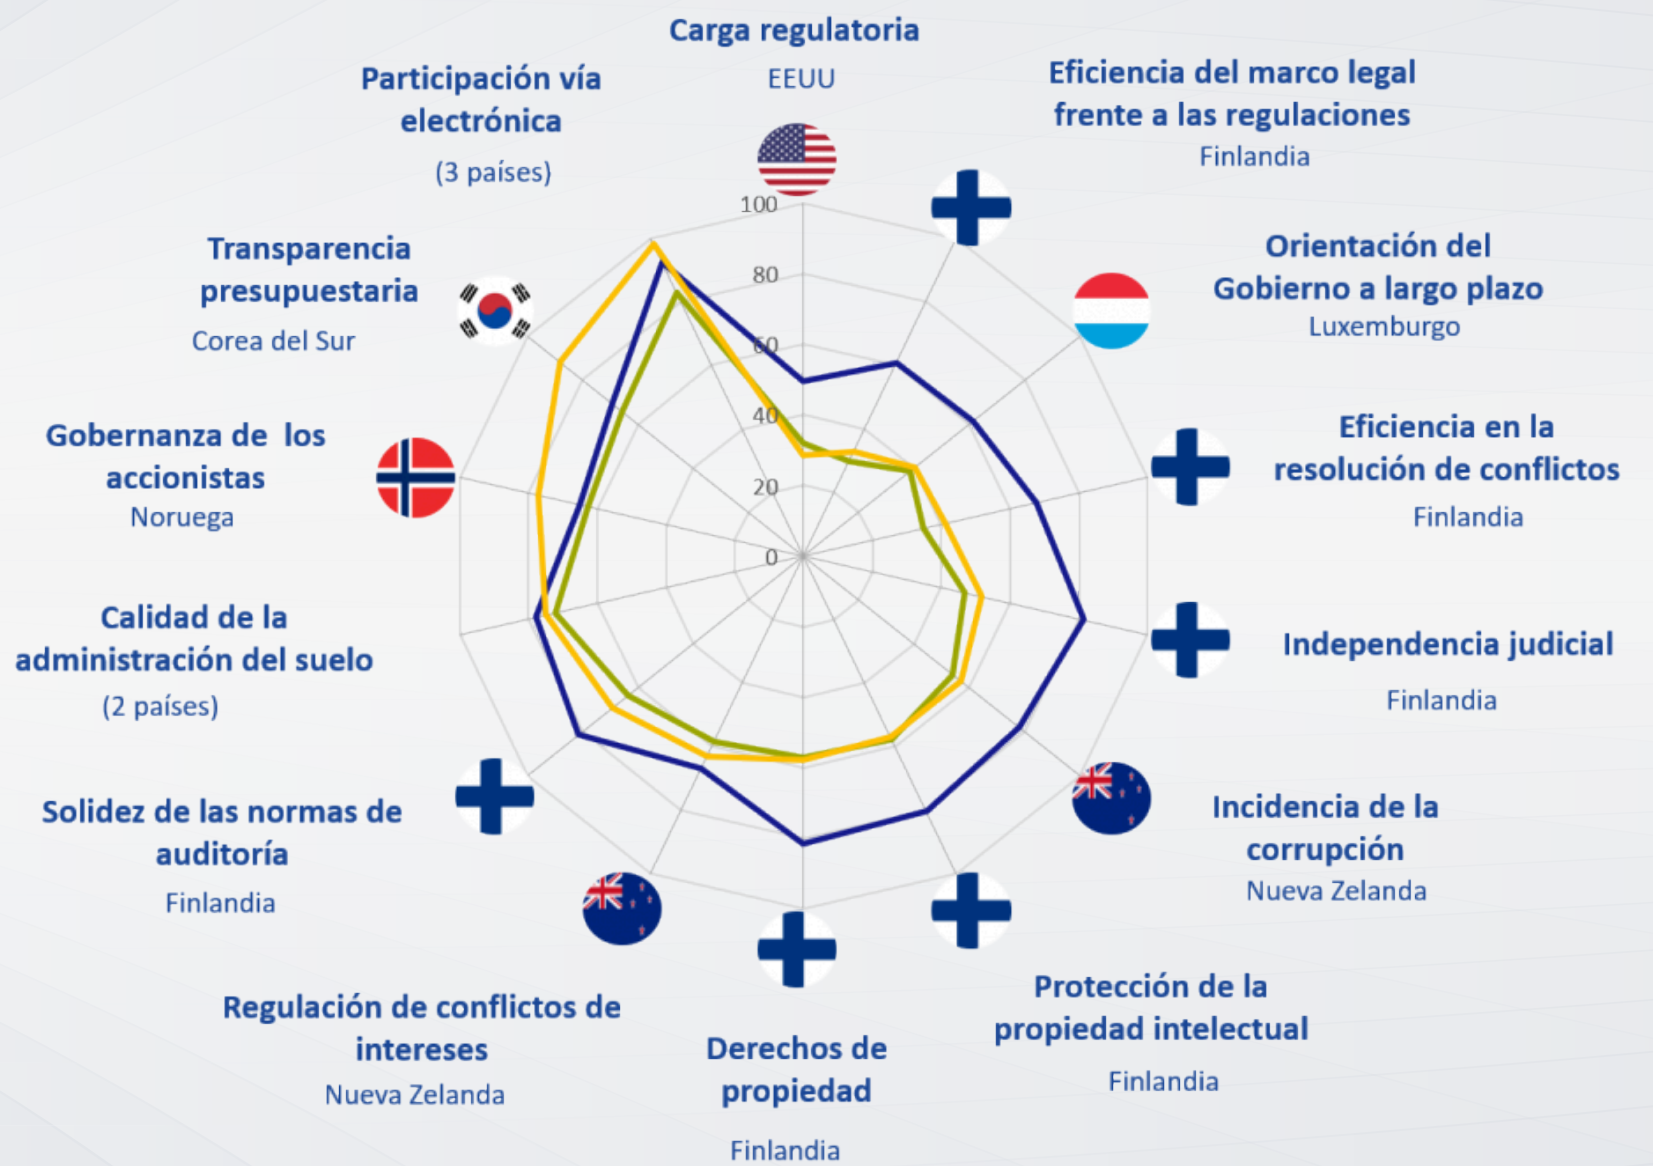 Carga regulatoria
EEUU
Eficiencia del marco legal
frente a las regulaciones
Finlandia
Orientación del
Gobierno a largo plazo
Luxemburgo
Eficiencia en la
resolución de conflictos
Finlandia
Independencia judicial
Finlandia
Incidencia de la
corrupción
Nueva Zelanda
Protección de la
propiedad intelectual
Finlandia
Derechos de
propiedad
Finlandia
Regulación de conflictos de
intereses
Nueva Zelanda
Solidez de las normas de
auditoría
Finlandia
Calidad de la
administración del suelo
(2 países)
Gobernanza de los
accionistas
Noruega
Transparencia
presupuestaria
Corea del Sur
Participación vía
electrónica
(3 países)
100
80
60
40
20
0